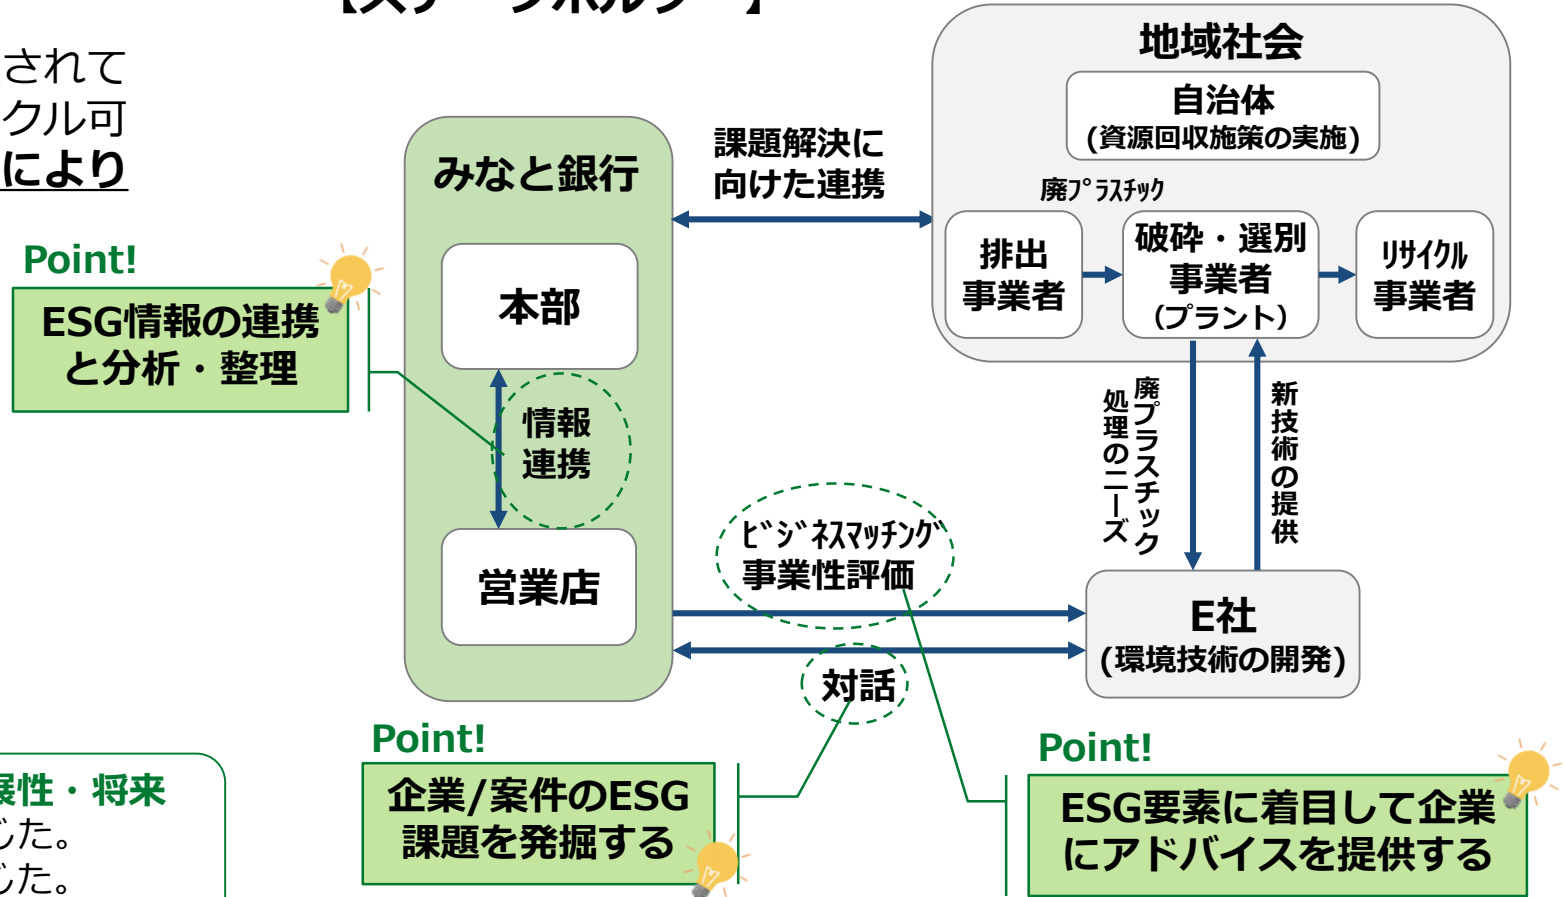 【ステークホルダー】
されて
クル可
により
地域社会
自治体
(資源回収施策の実施)
廃プラスチック
排出
事業者
破砕・選別
事業者
（プラント）
リサイクル
事業者
課題解決に
向けた連携
みなと銀行
本部
情報
連携
営業店
Point!
ESG情報の連携
と分析・整理
廃プラスチック
処理のニーズ
新技術の提供
ビジネスマッチング
事業性評価
対話
E社
(環境技術の開発)
Point!
企業/案件のESG
課題を発掘する
Point!
ESG要素に着目して企業
にアドバイスを提供する
展性・将来
じた。
じた。